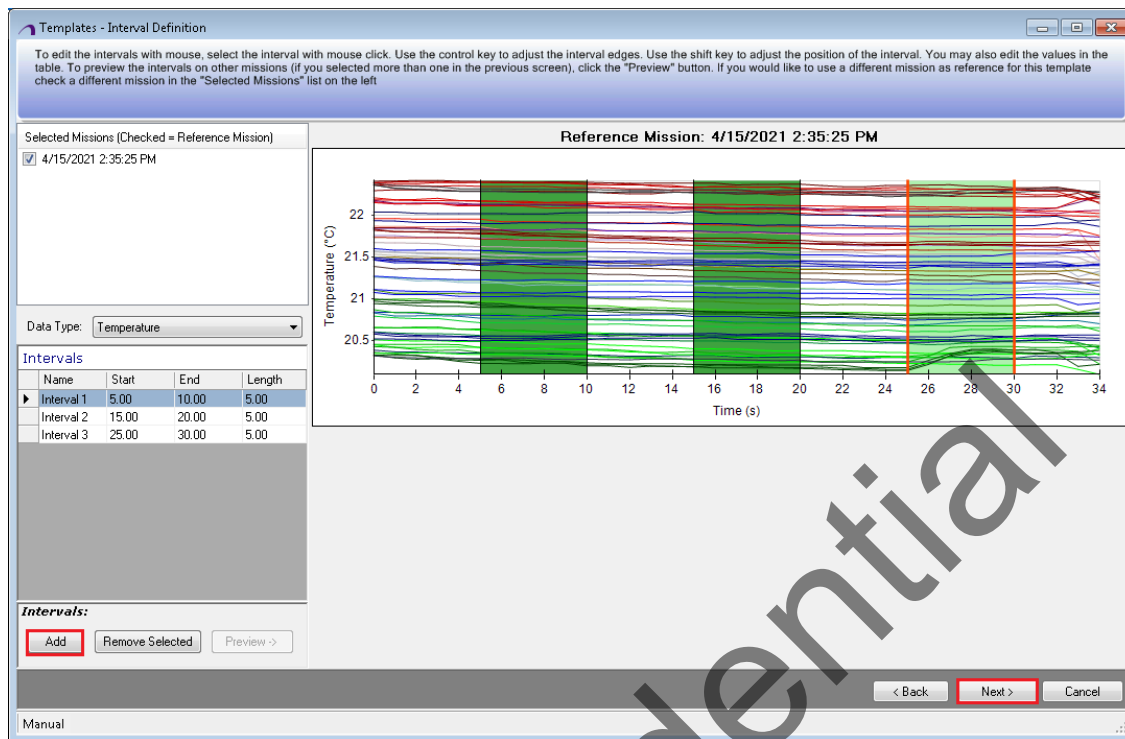 Templates - Interval Definition
To edit the intervals with mouse, select the interval with mouse click. Use the control key to adjust the interval edges. Use the shift key to adjust the position of the interval. You may also edit the values in the
table. To preview the intervals on other missions (if you selected more than one in the previous screen), click the "Preview" button. If you would like to use a different mission as reference for this template
check a different mission in the "Selected Missions" list on the left
Selected Missions (Checked = Reference Mission)
4/15/2021 2:35:25 PM
Data Type: Temperature
Intervals
Name Start End Length
Interval 1 5.00 10.00 5.00
Interval 2 15.00 20.00 5.00
Interval 3 25.00 30.00 5.00
Intervals:
Add Remove Selected Preview ->
Reference Mission: 4/15/2021 2:35:25 PM
Temperature (°C)
22
21.5
21
20.5
0 2 4 6 8 10 12 14 16 18 20 22 24 26 28 30 32 34
Time (s)
< Back Next > Cancel
Manual
dential